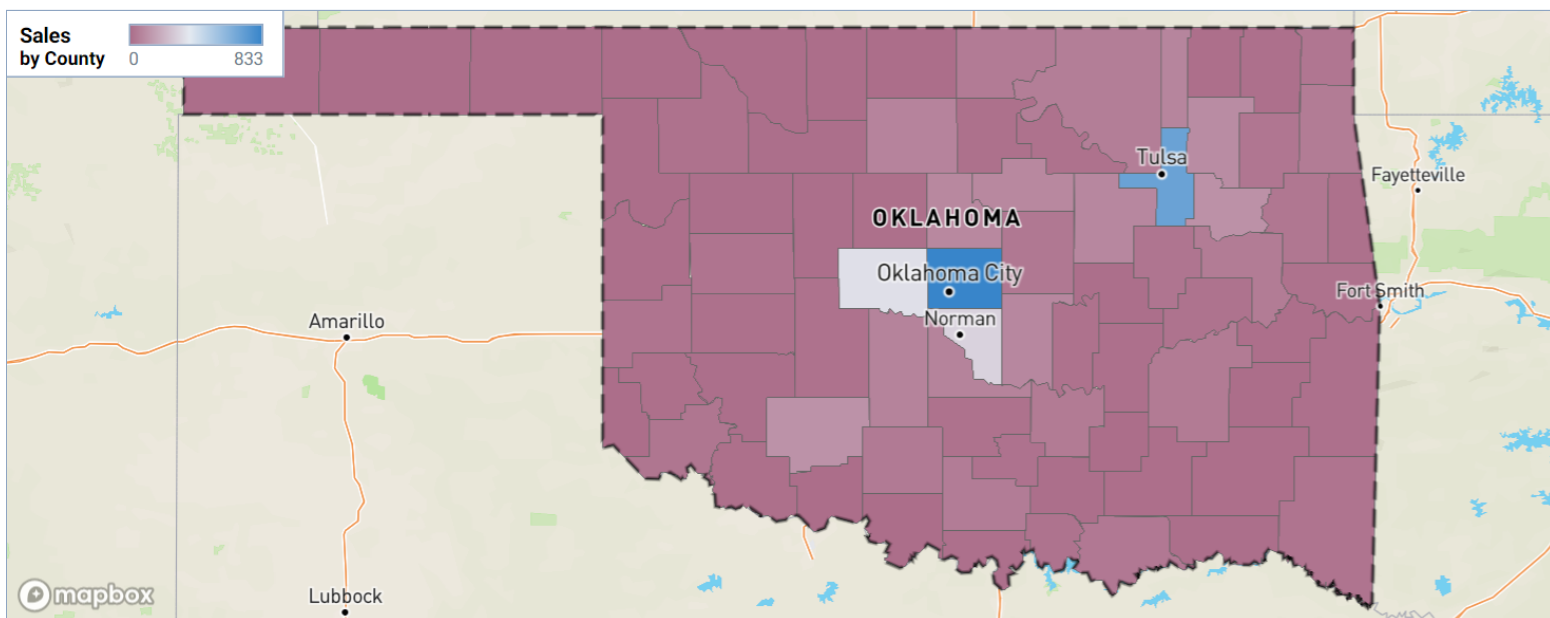 Sales
by County
0 833
Tulsa
Fayetteville
OKLAHOMA
Oklahoma City
Fort Smith
Amarillo
Norman
Lubbock
mapbox